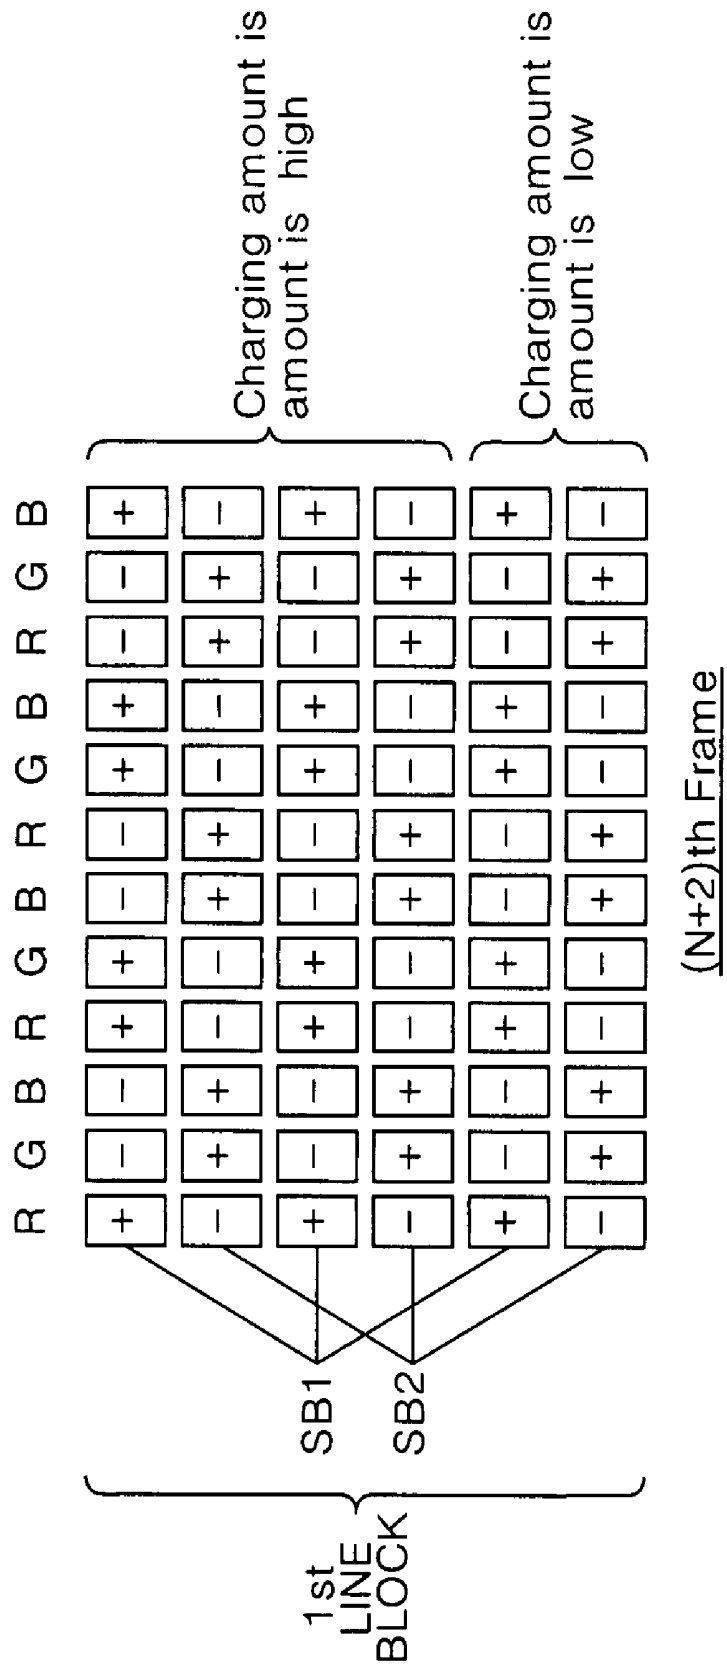 R G B R G B R G B R G B
+ − − + + − − + + − − +
− + + − − + + − − + + −
+ − − + + − − + + − − +
− + + − − + + − − + + −
+ − − + + − − + + − − +
− + + − − + + − − + + −
1st
LINE
BLOCK
SB1
SB2
Charging amount is
amount is high
Charging amount is
amount is low
(N+2)th Frame